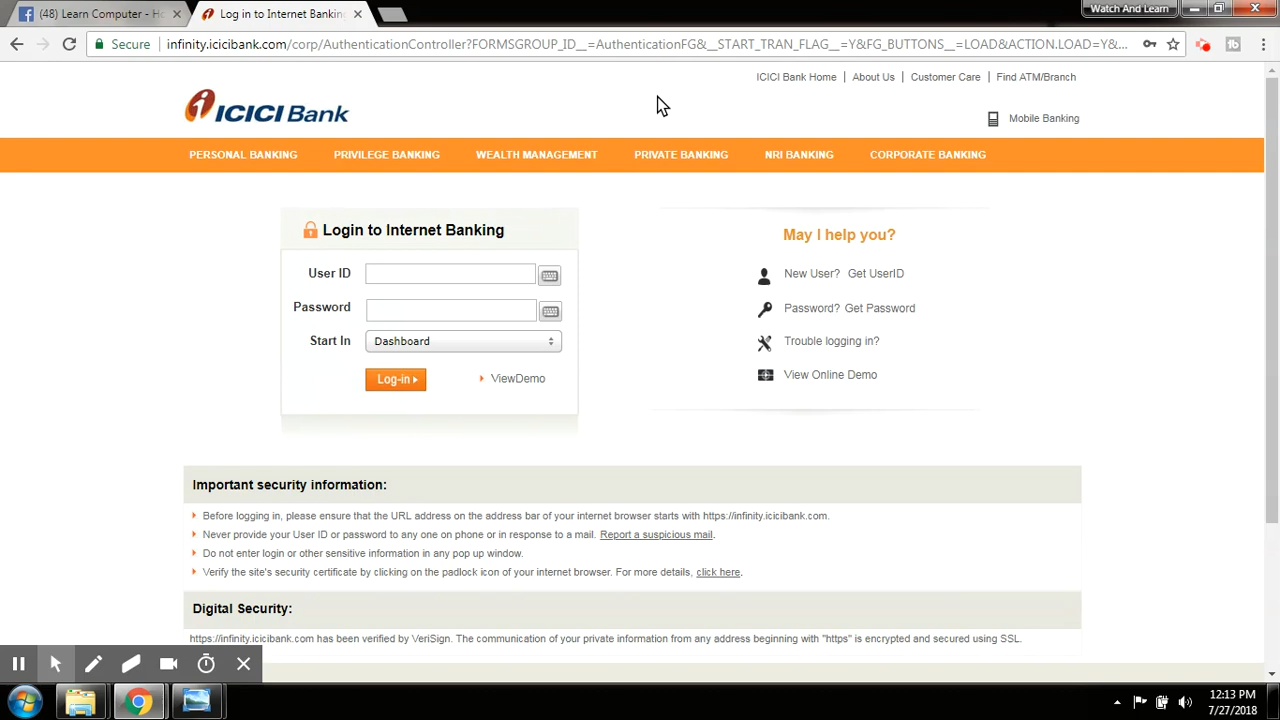 (48) Learn Computer - Ho
Log in to Internet Banking
Watch And Learn
Secure
infinity.icicibank.com/corp/AuthenticationController?FORMSGROUP_ID__=AuthenticationFG&__START_TRAN_FLAG__=Y&FG_BUTTONS__=LOAD&ACTION.LOAD=Y&...
ICICI Bank Home | About Us | Customer Care | Find ATM/Branch
ICICI Bank
Mobile Banking
PERSONAL BANKING PRIVILEGE BANKING WEALTH MANAGEMENT PRIVATE BANKING NRI BANKING CORPORATE BANKING
Login to Internet Banking
User ID
Password
Start In Dashboard
Log-in ViewDemo
May I help you?
New User? Get UserID
Password? Get Password
Trouble logging in?
View Online Demo
Important security information:
Before logging in, please ensure that the URL address on the address bar of your internet browser starts with https://infinity.icicibank.com.
Never provide your User ID or password to any one on phone or in response to a mail. Report a suspicious mail.
Do not enter login or other sensitive information in any pop up window.
Verify the site's security certificate by clicking on the padlock icon of your internet browser. For more details, click here.
Digital Security:
https://infinity.icicibank.com has been verified by VeriSign. The communication of your private information from any address beginning with "https" is encrypted and secured using SSL.
12:13 PM
7/27/2018